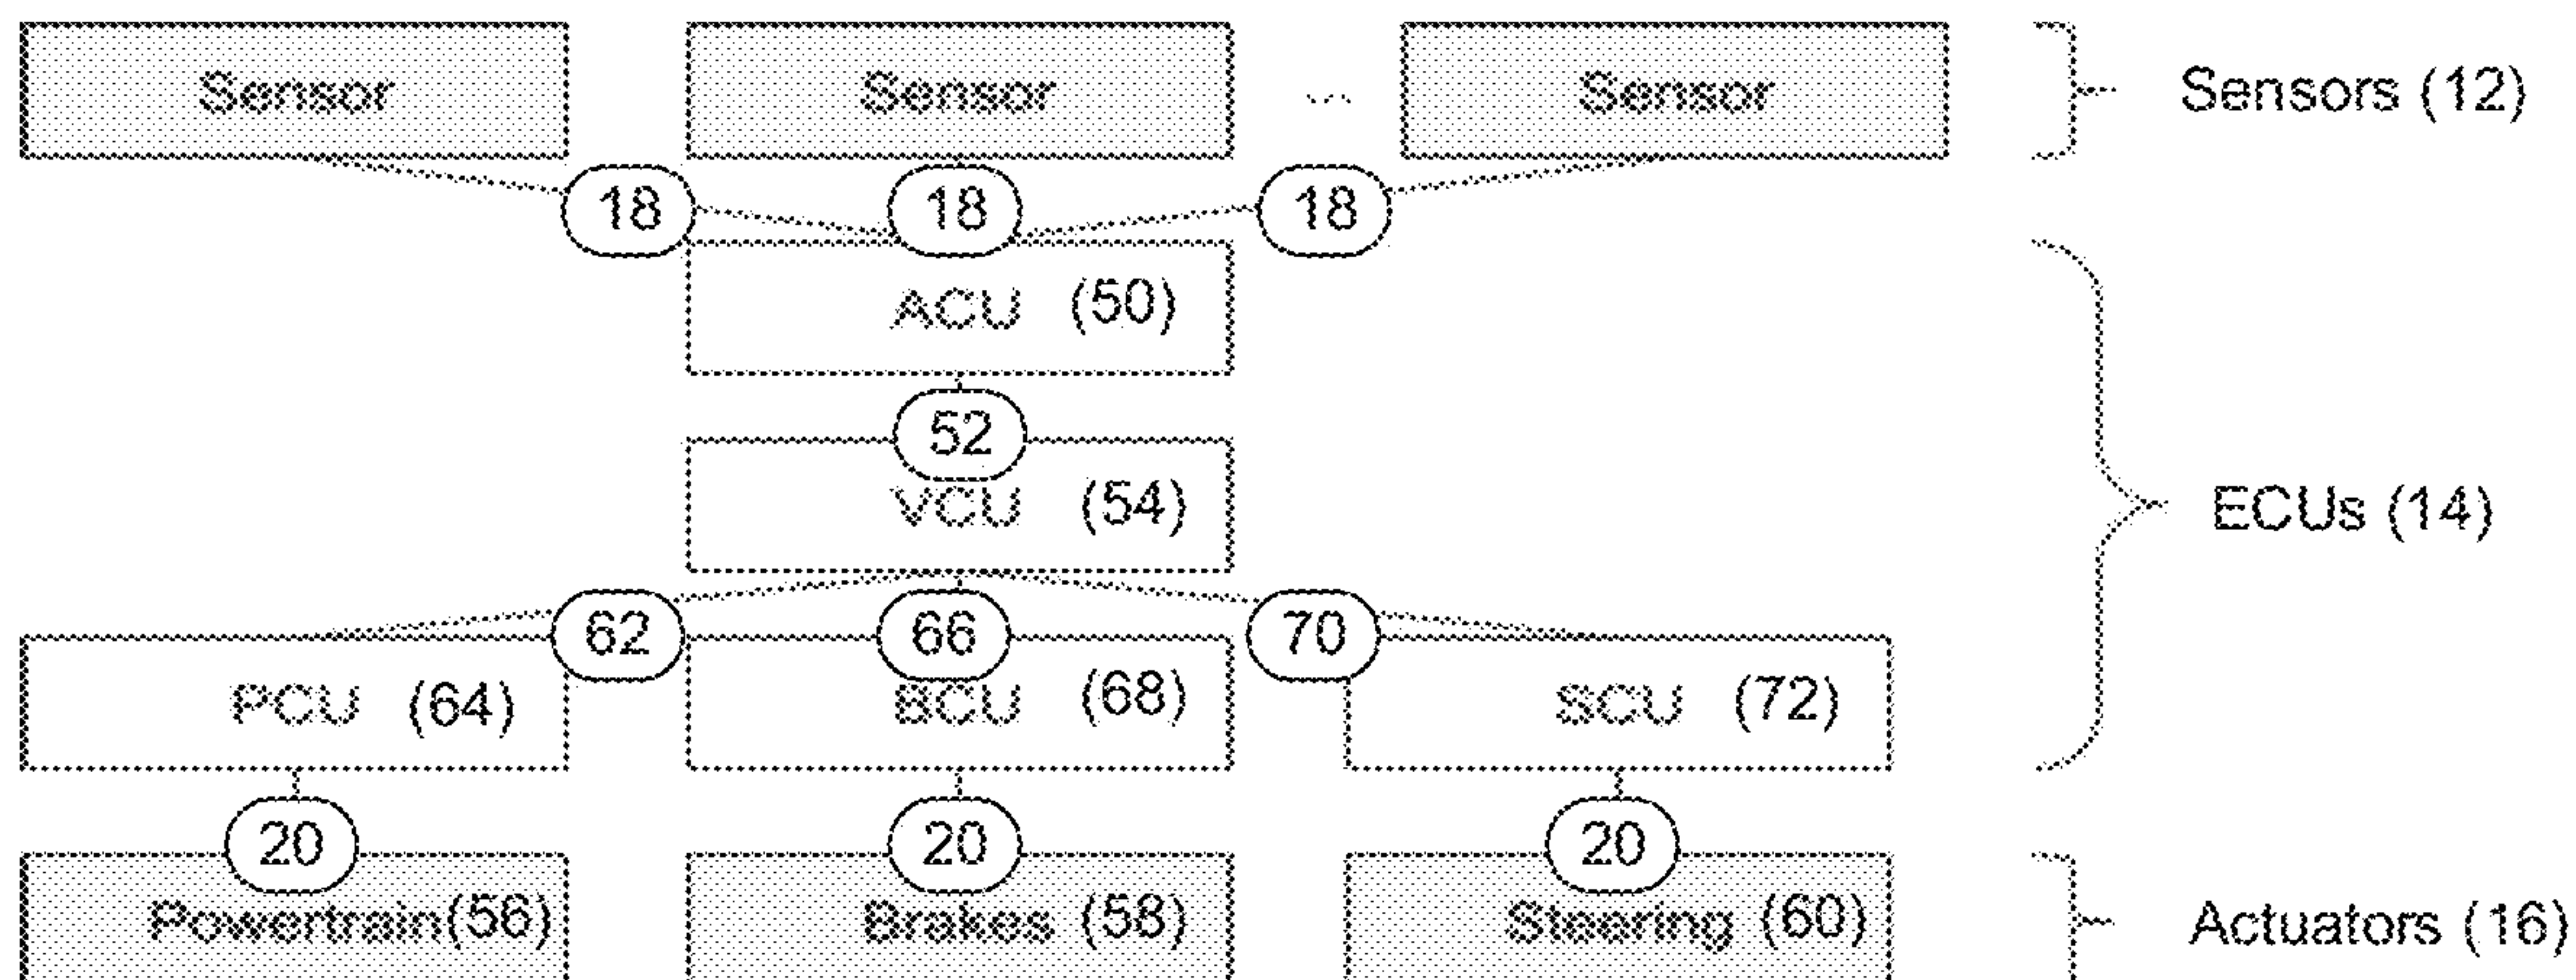 Sensor Sensor ... Sensor Sensors (12)
18 18 18
ACU (50)
52
VCU (54) ECUs (14)
62 66 70
PCU (64) BCU (68) SCU (72)
20 20 20
Powertrain(56) Brakes (58) Steering (60) Actuators (16)